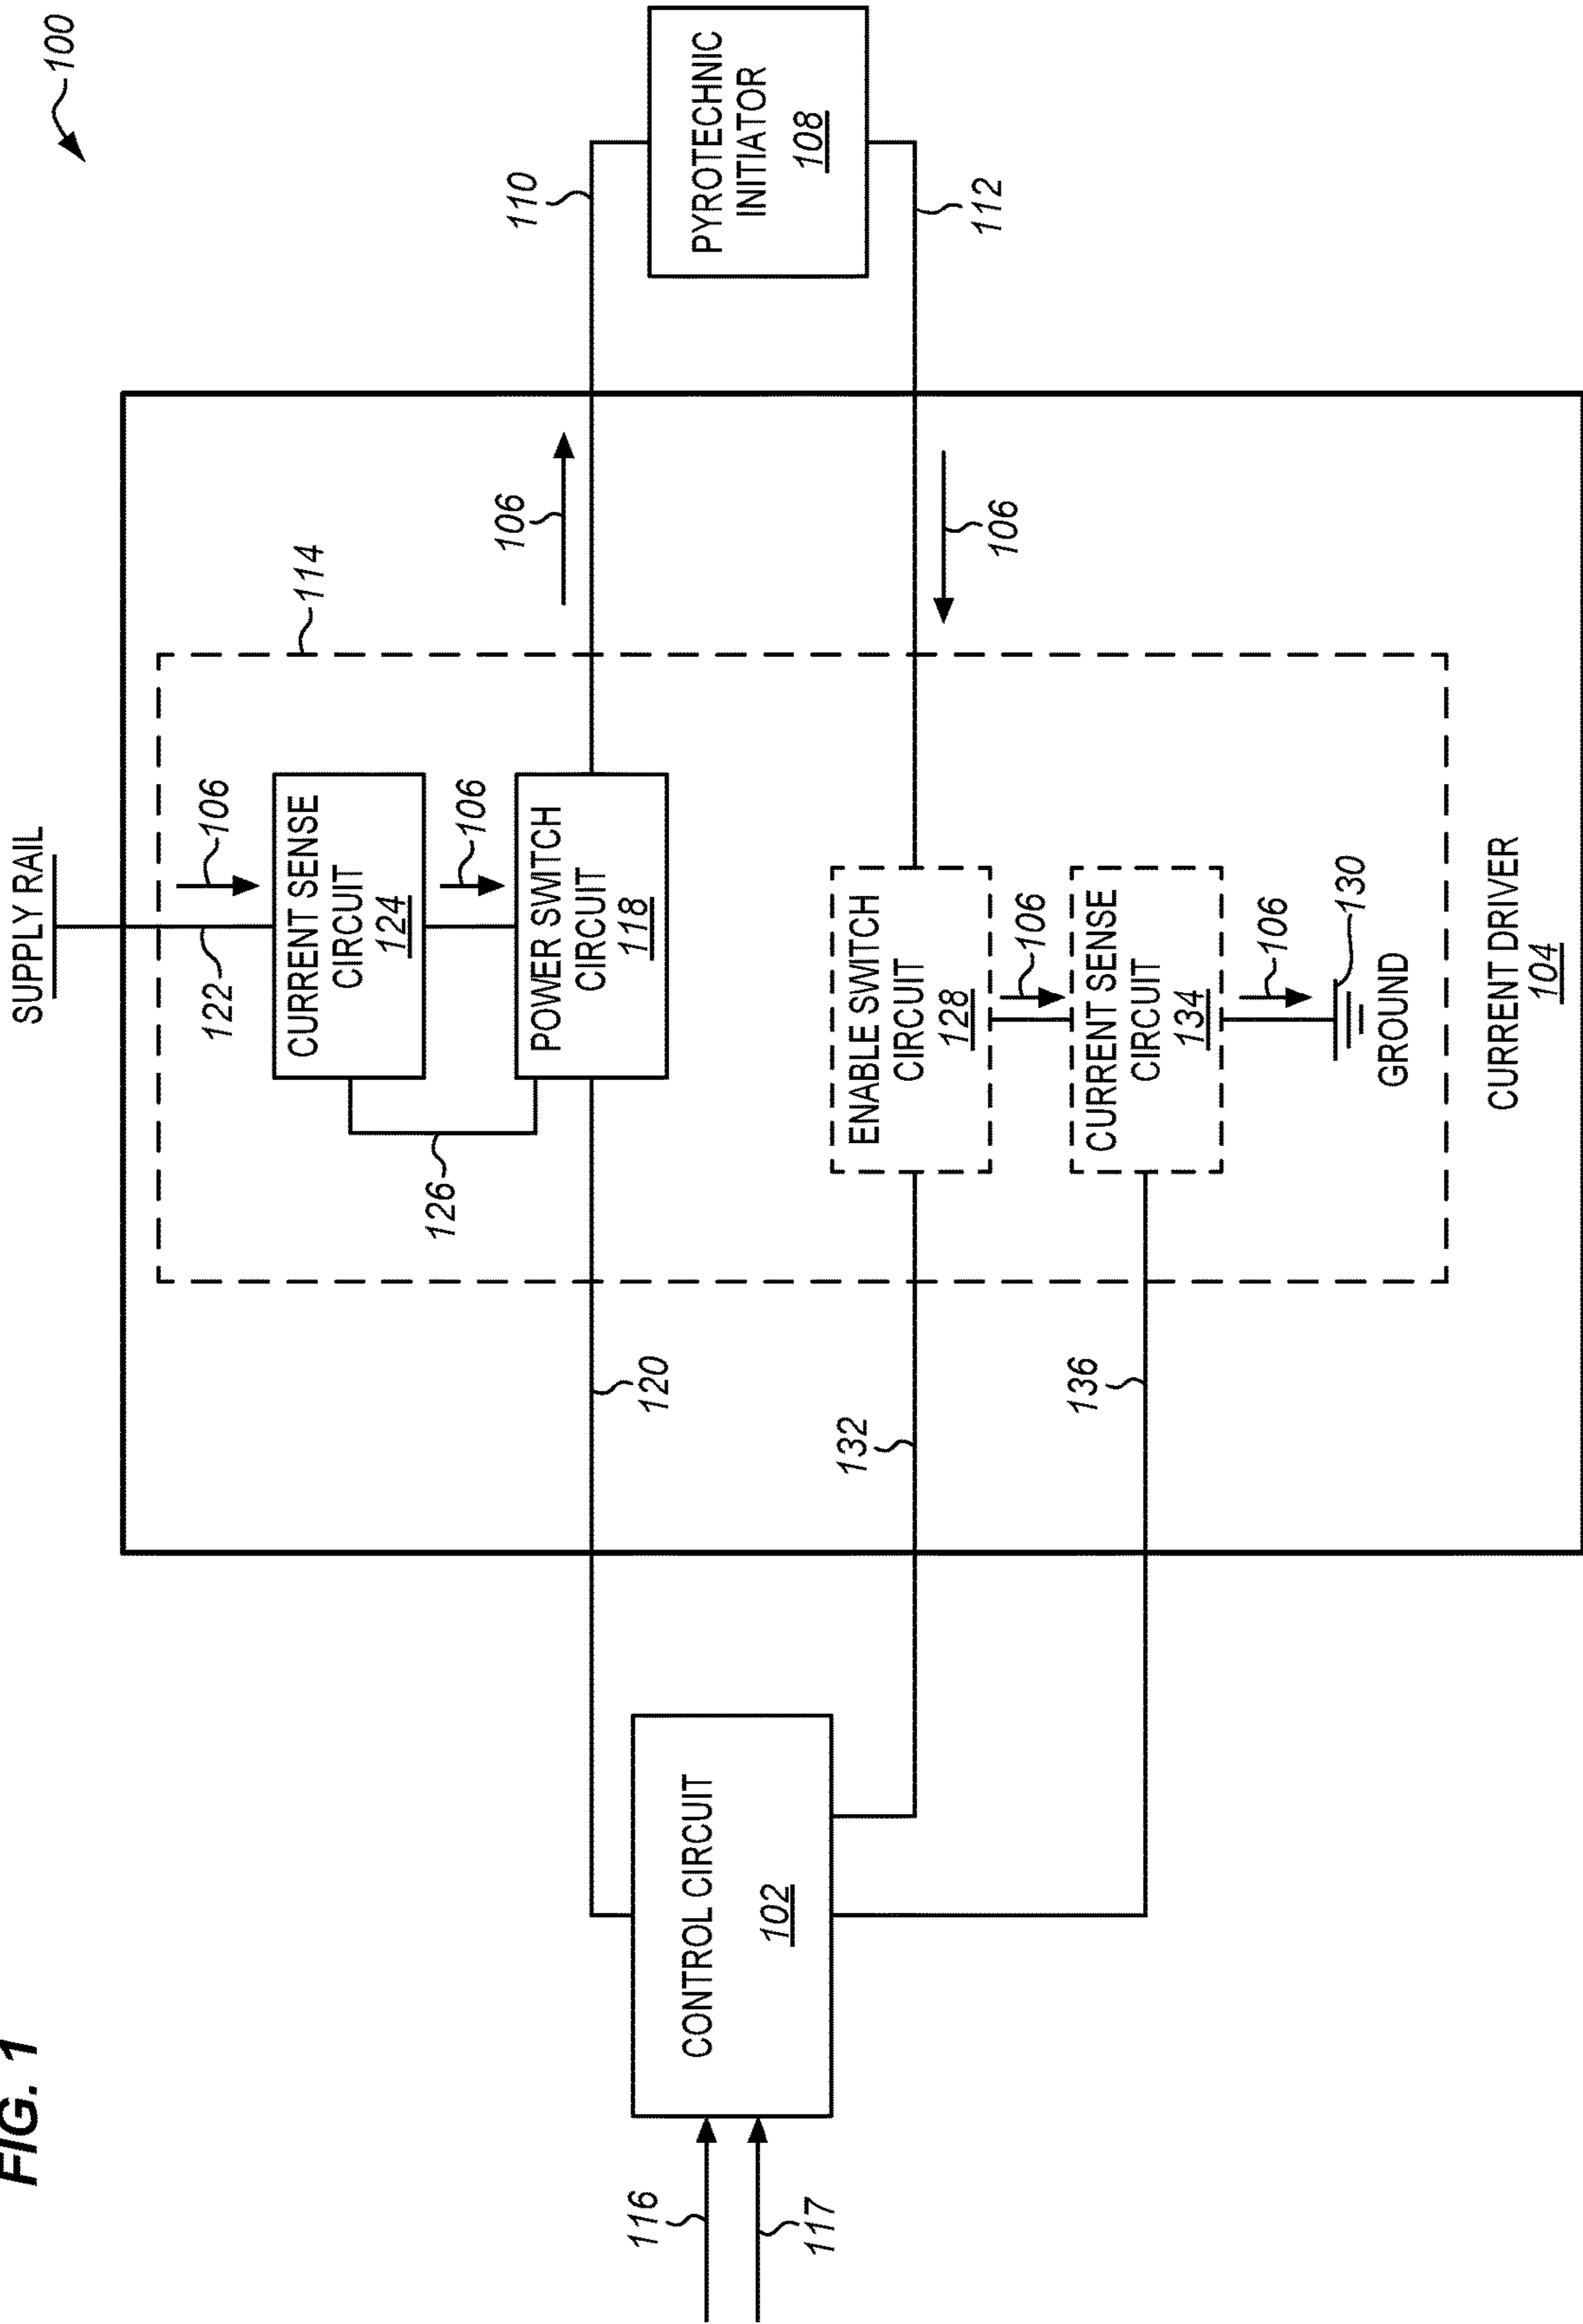 FIG. 1
100
SUPPLY RAIL
122
106
114
CURRENT SENSE
CIRCUIT
124
126
106
POWER SWITCH
CIRCUIT
118
106
110
PYROTECHNIC
INITIATOR
108
112
106
116
117
CONTROL CIRCUIT
102
120
132
136
ENABLE SWITCH
CIRCUIT
128
106
CURRENT SENSE
CIRCUIT
134
106
130
GROUND
CURRENT DRIVER
104